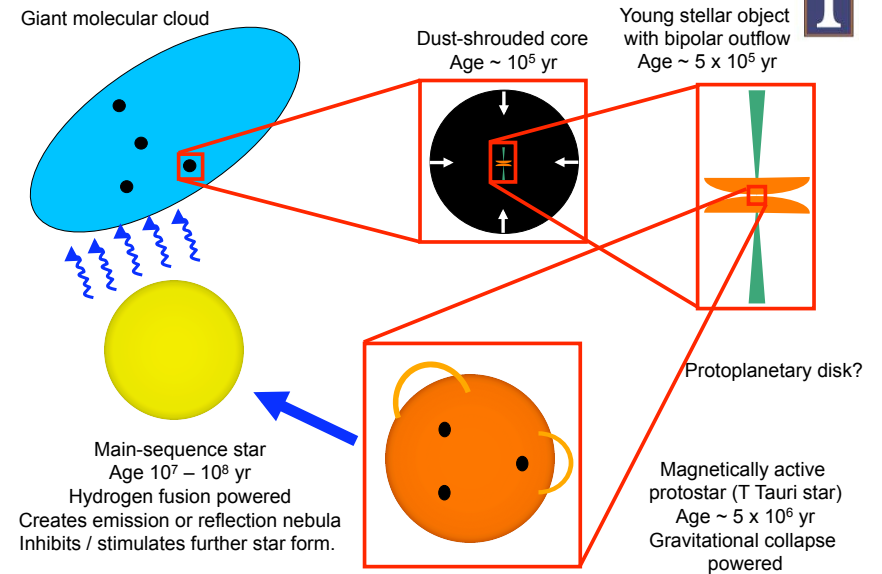 Giant molecular cloud
Dust-shrouded core
Age ~ 10⁵ yr
Young stellar object
with bipolar outflow
Age ~ 5 x 10⁵ yr
I
Protoplanetary disk?
Main-sequence star
Age 10⁷ – 10⁸ yr
Hydrogen fusion powered
Creates emission or reflection nebula
Inhibits / stimulates further star form.
Magnetically active
protostar (T Tauri star)
Age ~ 5 x 10⁶ yr
Gravitational collapse
powered